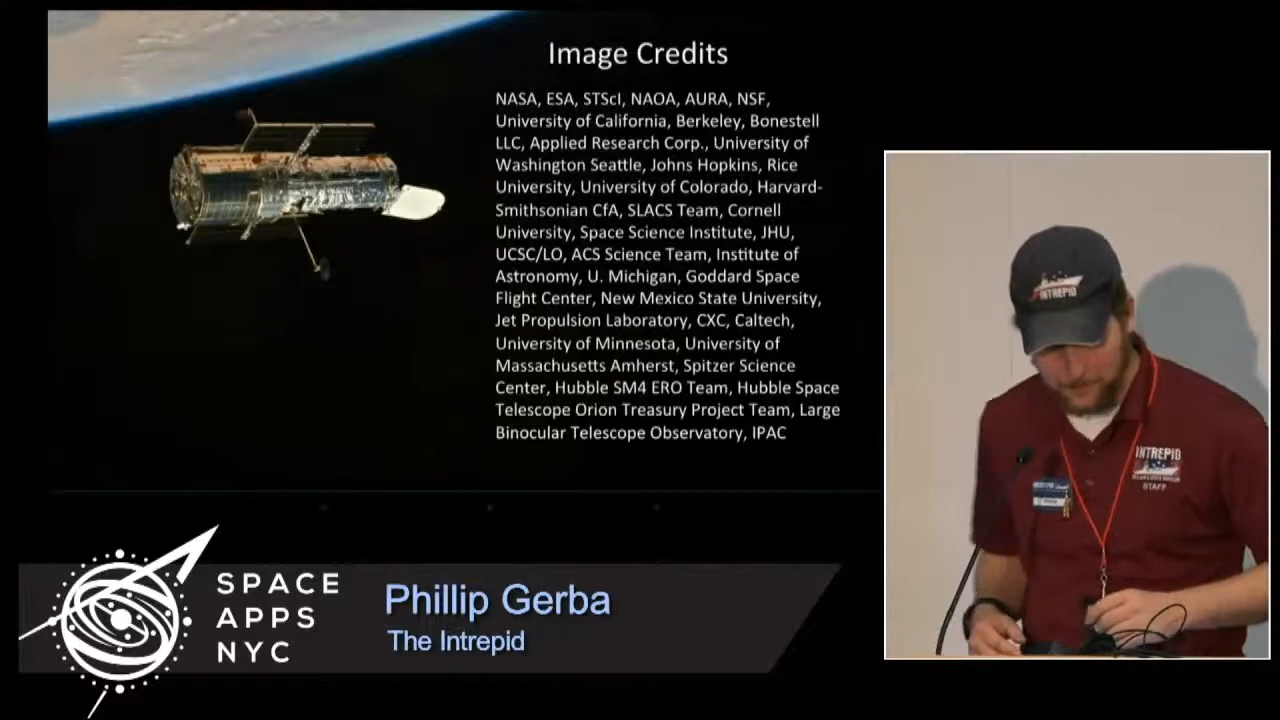 Image Credits
NASA, ESA, STScI, NAOA, AURA, NSF,
University of California, Berkeley, Bonestell
LLC, Applied Research Corp., University of
Washington Seattle, Johns Hopkins, Rice
University, University of Colorado, Harvard-
Smithsonian CfA, SLACS Team, Cornell
University, Space Science Institute, JHU,
UCSC/LO, ACS Science Team, Institute of
Astronomy, U. Michigan, Goddard Space
Flight Center, New Mexico State University,
Jet Propulsion Laboratory, CXC, Caltech,
University of Minnesota, University of
Massachusetts Amherst, Spitzer Science
Center, Hubble SM4 ERO Team, Hubble Space
Telescope Orion Treasury Project Team, Large
Binocular Telescope Observatory, IPAC
INTREPID
INTREPID
STAFF
SPACE
APPS
NYC
Phillip Gerba
The Intrepid